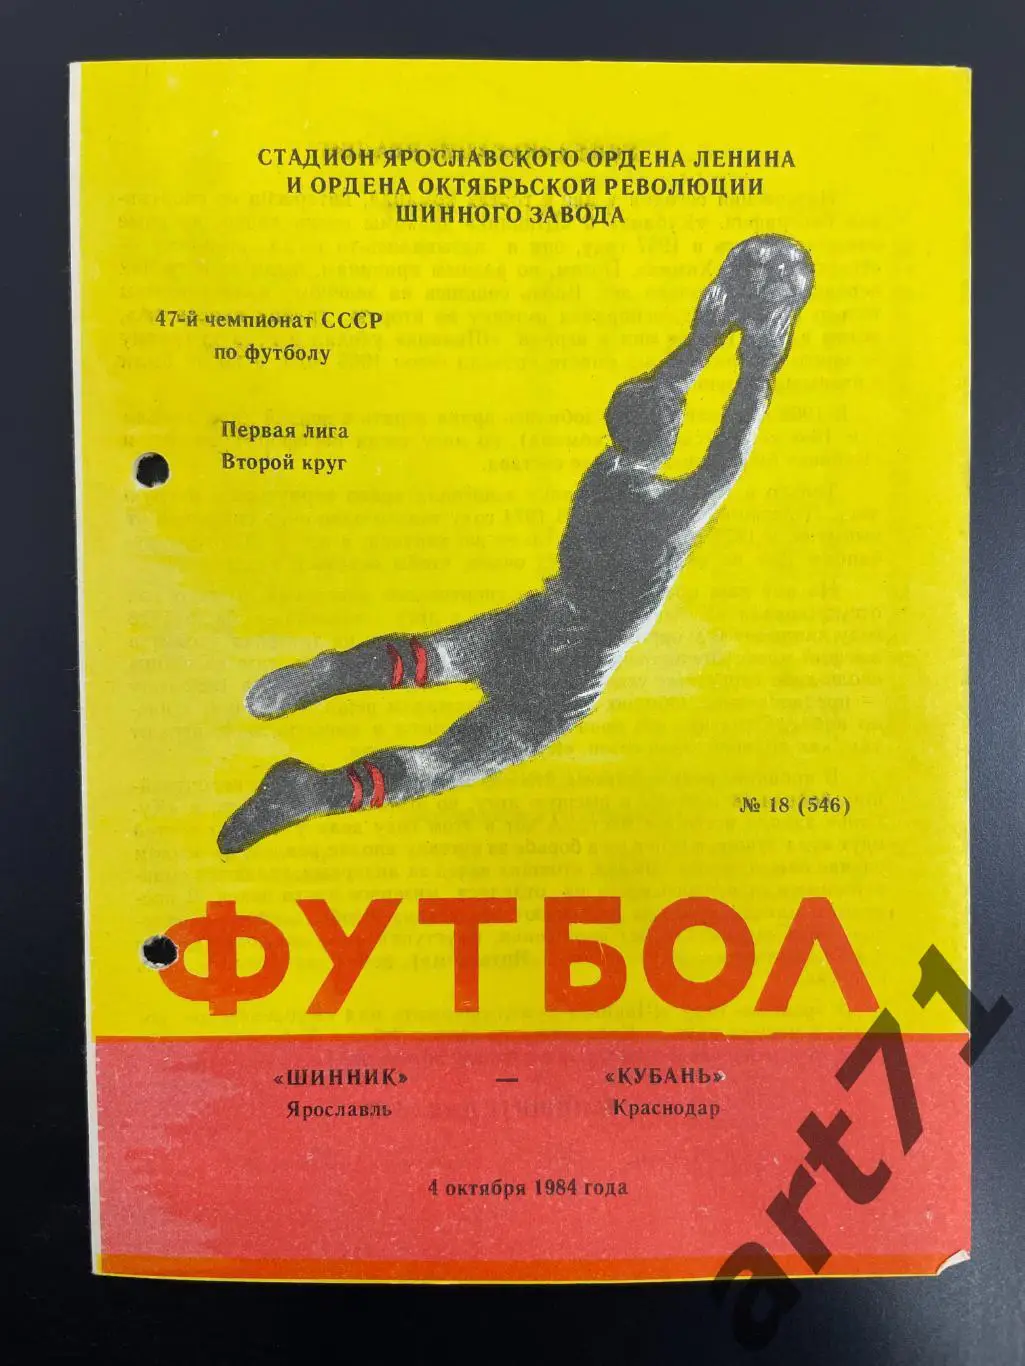 СТАДИОН ЯРОСЛАВСКОГО ОРДЕНА ЛЕНИНА
И ОРДЕНА ОКТЯБРЬСКОЙ РЕВОЛЮЦИИ
ШИННОГО ЗАВОДА
47-й чемпионат СССР
по футболу
Первая лига
Второй круг
№ 18 (546)
ФУТБОЛ
«ШИННИК» — «КУБАНЬ»
Ярославль Краснодар
4 октября 1984 года
art71